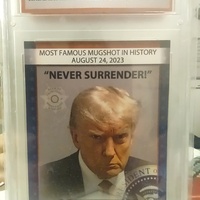 MOST FAMOUS MUGSHOT IN HISTORY
AUGUST 24, 2023
"NEVER SURRENDER!"